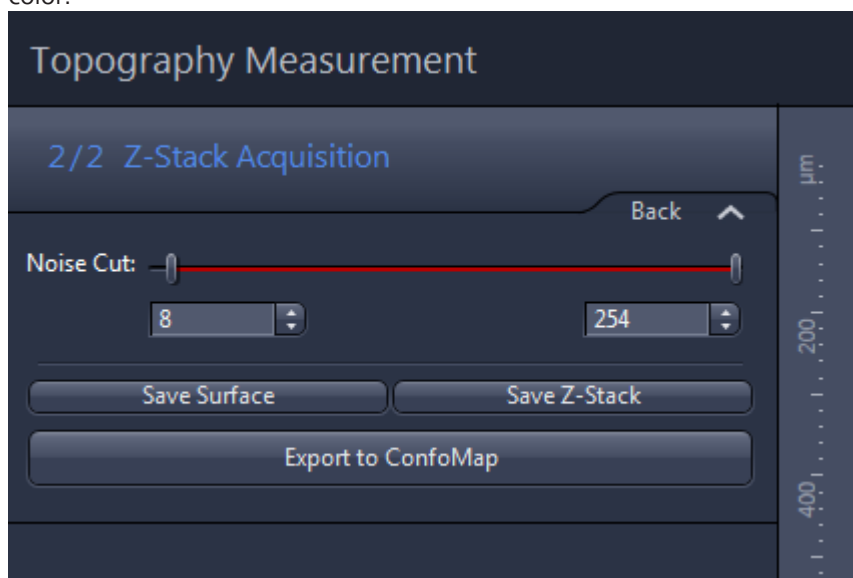 color.
Topography Measurement
2/2 Z-Stack Acquisition
Back
Noise Cut:
8
254
Save Surface
Save Z-Stack
Export to ConfoMap
µm
200
400